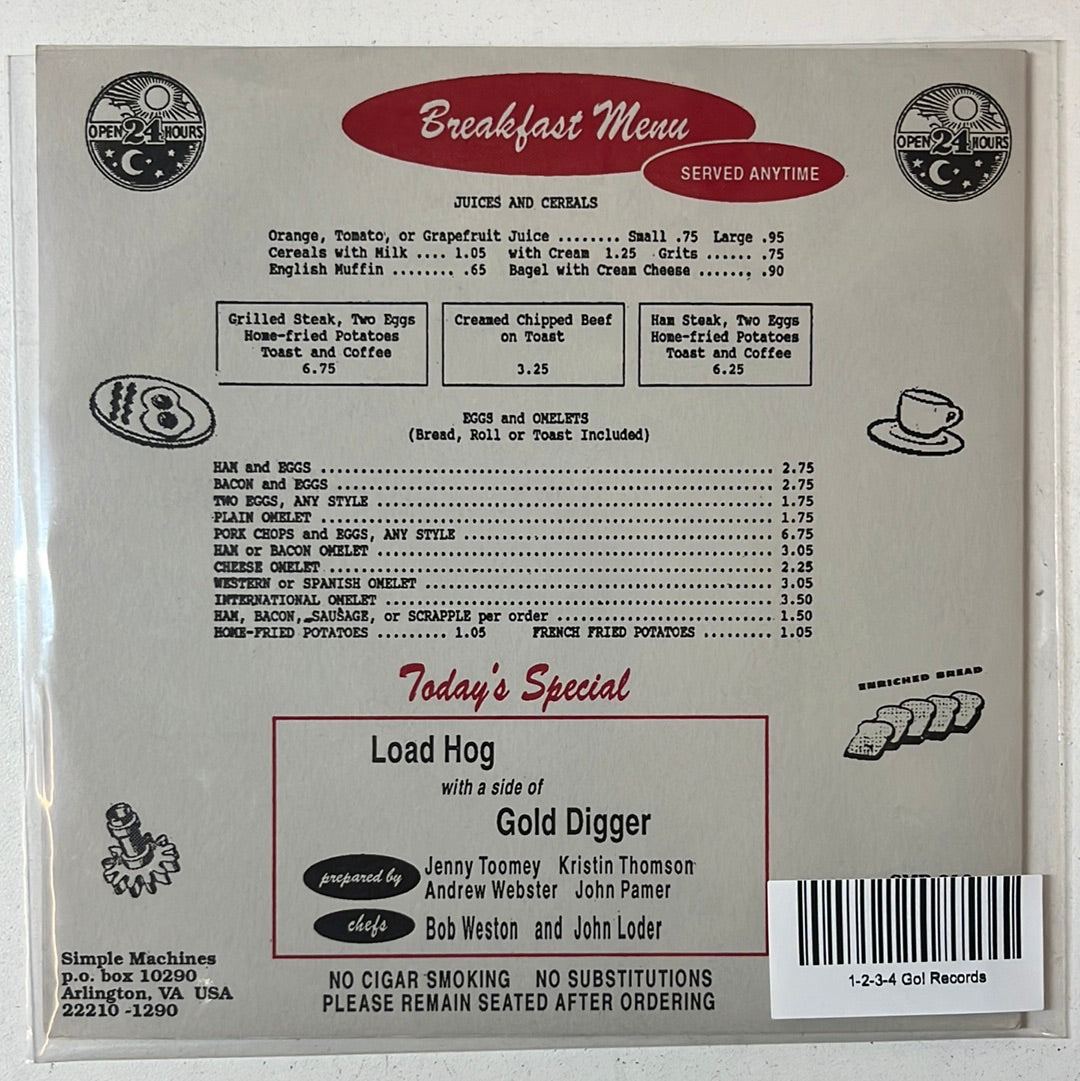 OPEN 24 HOURS
Breakfast Menu
OPEN 24 HOURS
SERVED ANYTIME
JUICES AND CEREALS
Orange, Tomato, or Grapefruit Juice ........ Small .75 Large .95
Cereals with Milk .... 1.05 with Cream 1.25 Grits ...... .75
English Muffin ........ .65 Bagel with Cream Cheese ....... .90
Grilled Steak, Two Eggs
Home-fried Potatoes
Toast and Coffee
6.75
Creamed Chipped Beef
on Toast
3.25
Ham Steak, Two Eggs
Home-fried Potatoes
Toast and Coffee
6.25
EGGS and OMELETS
(Bread, Roll or Toast Included)
HAM and EGGS ........ 2.75
BACON and EGGS ........ 2.75
TWO EGGS, ANY STYLE ........ 1.75
PLAIN OMELET ........ 1.75
PORK CHOPS and EGGS, ANY STYLE ........ 6.75
HAM or BACON OMELET ........ 3.05
CHEESE OMELET ........ 2.25
WESTERN or SPANISH OMELET ........ 3.05
INTERNATIONAL OMELET ........ 3.50
HAM, BACON, SAUSAGE, or SCRAPPLE per order ........ 1.50
HOME-FRIED POTATOES ......... 1.05 FRENCH FRIED POTATOES ......... 1.05
Today's Special
ENRICHED BREAD
Load Hog
with a side of
Gold Digger
prepared by
Jenny Toomey Kristin Thomson
Andrew Webster John Pamer
chefs
Bob Weston and John Loder
Simple Machines
p.o. box 10290
Arlington, VA USA
22210 -1290
NO CIGAR SMOKING NO SUBSTITUTIONS
PLEASE REMAIN SEATED AFTER ORDERING
1-2-3-4 Go! Records